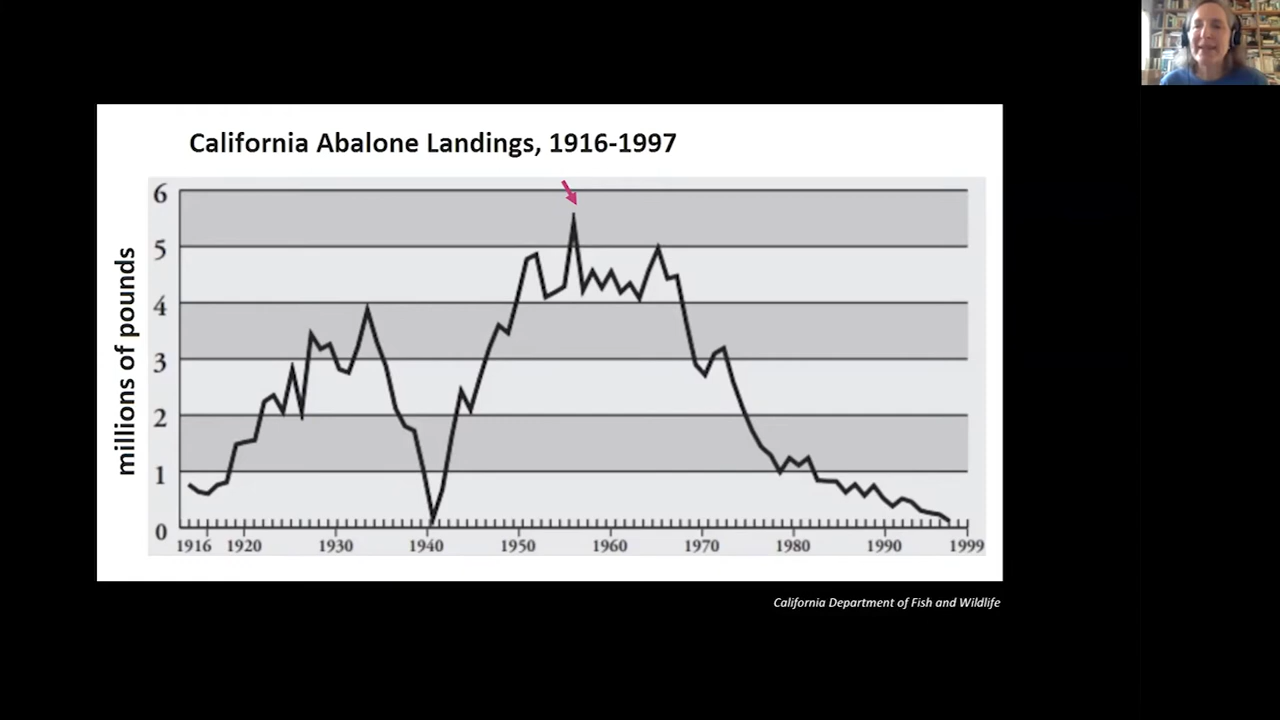 California Abalone Landings, 1916-1997
millions of pounds
6
5
4
3
2
1
0
1916 1920 1930 1940 1950 1960 1970 1980 1990 1999
California Department of Fish and Wildlife